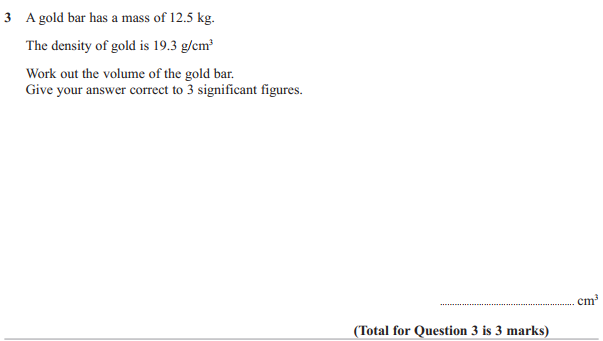 3 A gold bar has a mass of 12.5 kg.
The density of gold is 19.3 g/cm³
Work out the volume of the gold bar.
Give your answer correct to 3 significant figures.
............................................................ cm³
(Total for Question 3 is 3 marks)